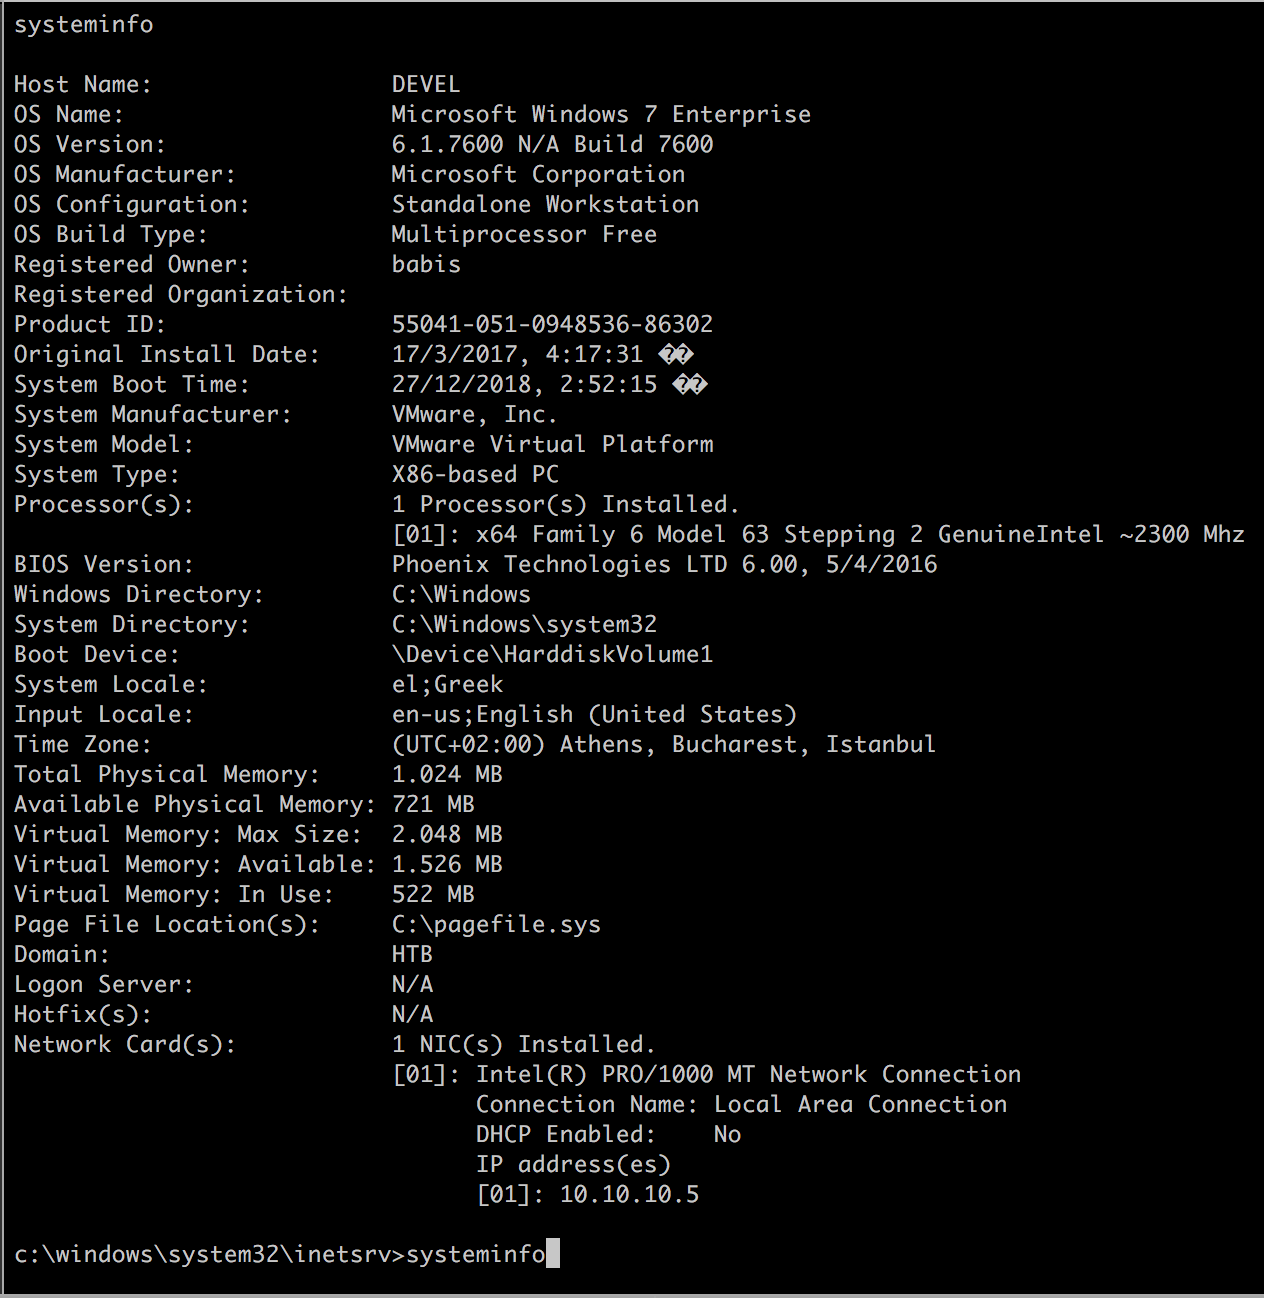 systeminfo
Host Name: DEVEL
OS Name: Microsoft Windows 7 Enterprise
OS Version: 6.1.7600 N/A Build 7600
OS Manufacturer: Microsoft Corporation
OS Configuration: Standalone Workstation
OS Build Type: Multiprocessor Free
Registered Owner: babis
Registered Organization:
Product ID: 55041-051-0948536-86302
Original Install Date: 17/3/2017, 4:17:31 ��
System Boot Time: 27/12/2018, 2:52:15 ��
System Manufacturer: VMware, Inc.
System Model: VMware Virtual Platform
System Type: X86-based PC
Processor(s): 1 Processor(s) Installed.
[01]: x64 Family 6 Model 63 Stepping 2 GenuineIntel ~2300 Mhz
BIOS Version: Phoenix Technologies LTD 6.00, 5/4/2016
Windows Directory: C:\Windows
System Directory: C:\Windows\system32
Boot Device: \Device\HarddiskVolume1
System Locale: el;Greek
Input Locale: en-us;English (United States)
Time Zone: (UTC+02:00) Athens, Bucharest, Istanbul
Total Physical Memory: 1.024 MB
Available Physical Memory: 721 MB
Virtual Memory: Max Size: 2.048 MB
Virtual Memory: Available: 1.526 MB
Virtual Memory: In Use: 522 MB
Page File Location(s): C:\pagefile.sys
Domain: HTB
Logon Server: N/A
Hotfix(s): N/A
Network Card(s): 1 NIC(s) Installed.
[01]: Intel(R) PRO/1000 MT Network Connection
Connection Name: Local Area Connection
DHCP Enabled: No
IP address(es)
[01]: 10.10.10.5
c:\windows\system32\inetsrv>systeminfo